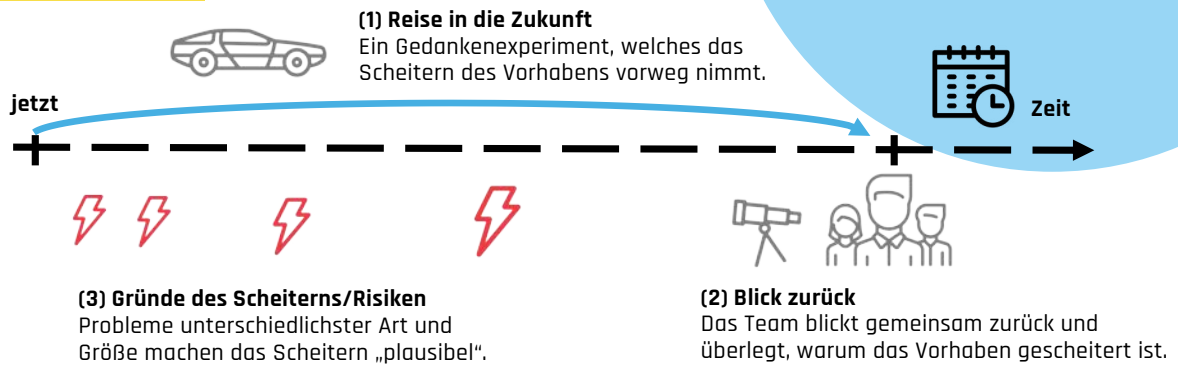 (1) Reise in die Zukunft
Ein Gedankenexperiment, welches das
Scheitern des Vorhabens vorweg nimmt.
jetzt
Zeit
(3) Gründe des Scheiterns/Risiken
Probleme unterschiedlichster Art und
Größe machen das Scheitern „plausibel“.
(2) Blick zurück
Das Team blickt gemeinsam zurück und
überlegt, warum das Vorhaben gescheitert ist.